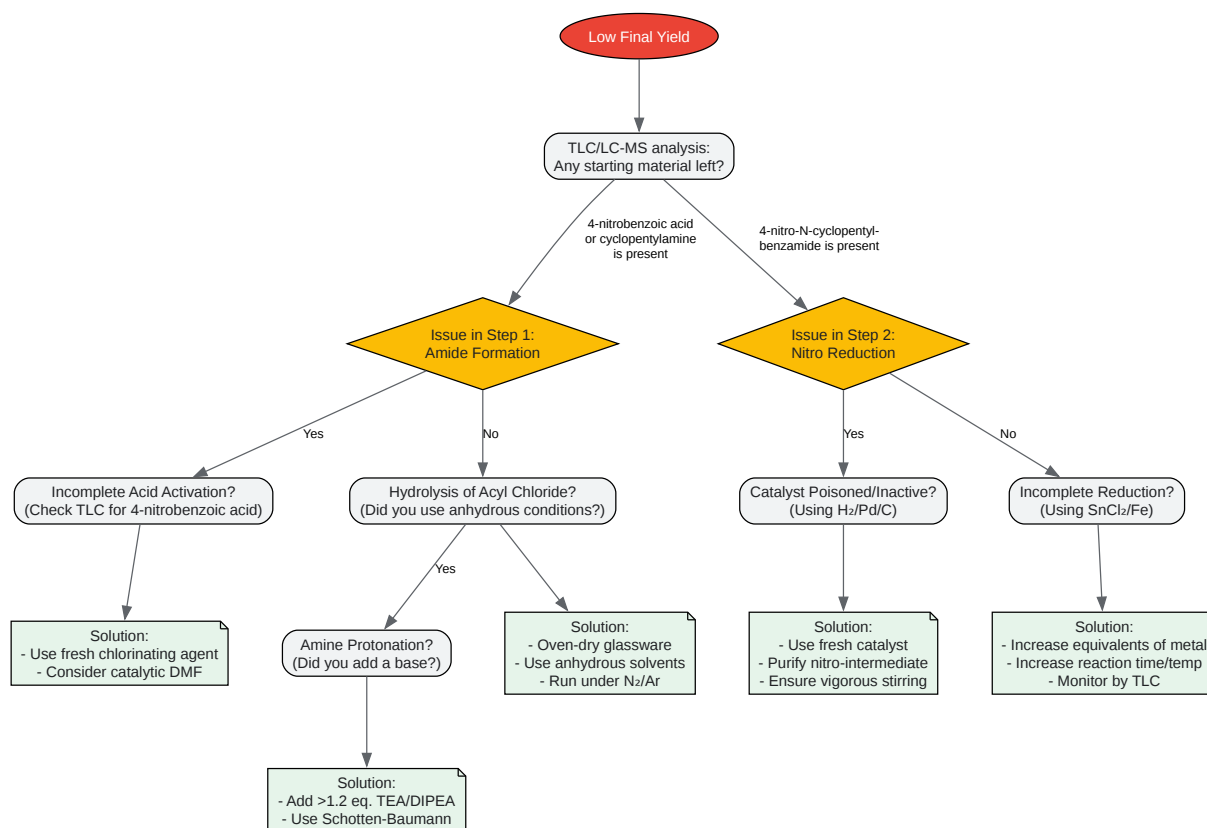 Low Final Yield
TLC/LC-MS analysis:
Any starting material left?
4-nitrobenzoic acid
or cyclopentylamine
is present
4-nitro-N-cyclopentyl-
benzamide is present
Issue in Step 1:
Amide Formation
Issue in Step 2:
Nitro Reduction
Yes
No
Yes
No
Incomplete Acid Activation?
(Check TLC for 4-nitrobenzoic acid)
Hydrolysis of Acyl Chloride?
(Did you use anhydrous conditions?)
Catalyst Poisoned/Inactive?
(Using H₂/Pd/C)
Incomplete Reduction?
(Using SnCl₂/Fe)
Yes
Solution:
- Use fresh chlorinating agent
- Consider catalytic DMF
Amine Protonation?
(Did you add a base?)
Solution:
- Oven-dry glassware
- Use anhydrous solvents
- Run under N₂/Ar
Solution:
- Use fresh catalyst
- Purify nitro-intermediate
- Ensure vigorous stirring
Solution:
- Increase equivalents of metal
- Increase reaction time/temp
- Monitor by TLC
Solution:
- Add >1.2 eq. TEA/DIPEA
- Use Schotten-Baumann